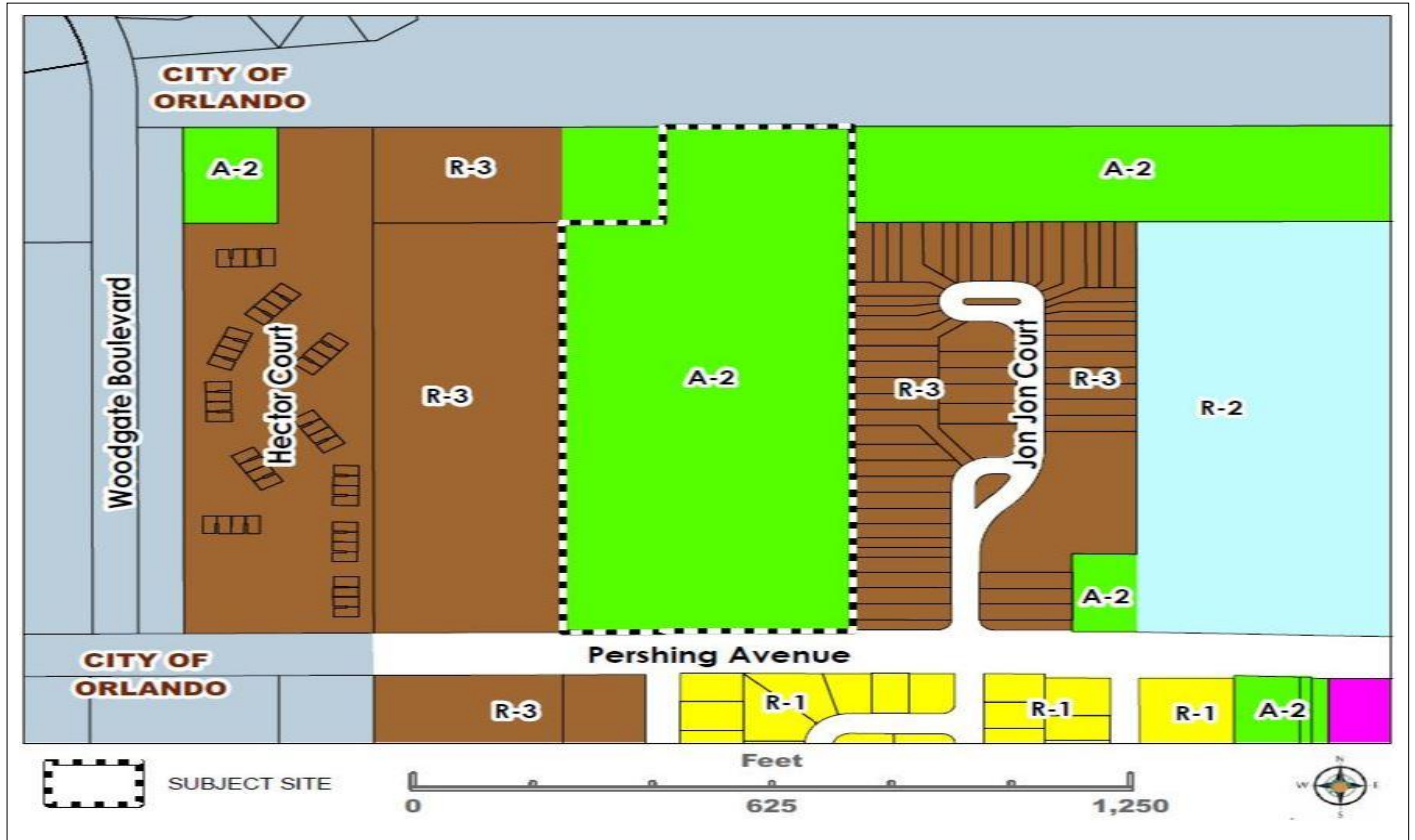 CITY OF
ORLANDO
A-2
R-3
A-2
Woodgate Boulevard
Hector Court
R-3
A-2
R-3
Jon Jon Court
R-3
R-2
A-2
CITY OF
ORLANDO
Pershing Avenue
R-3
R-1
R-1
R-1
A-2
SUBJECT SITE
Feet
0
625
1,250
N
W
E
S